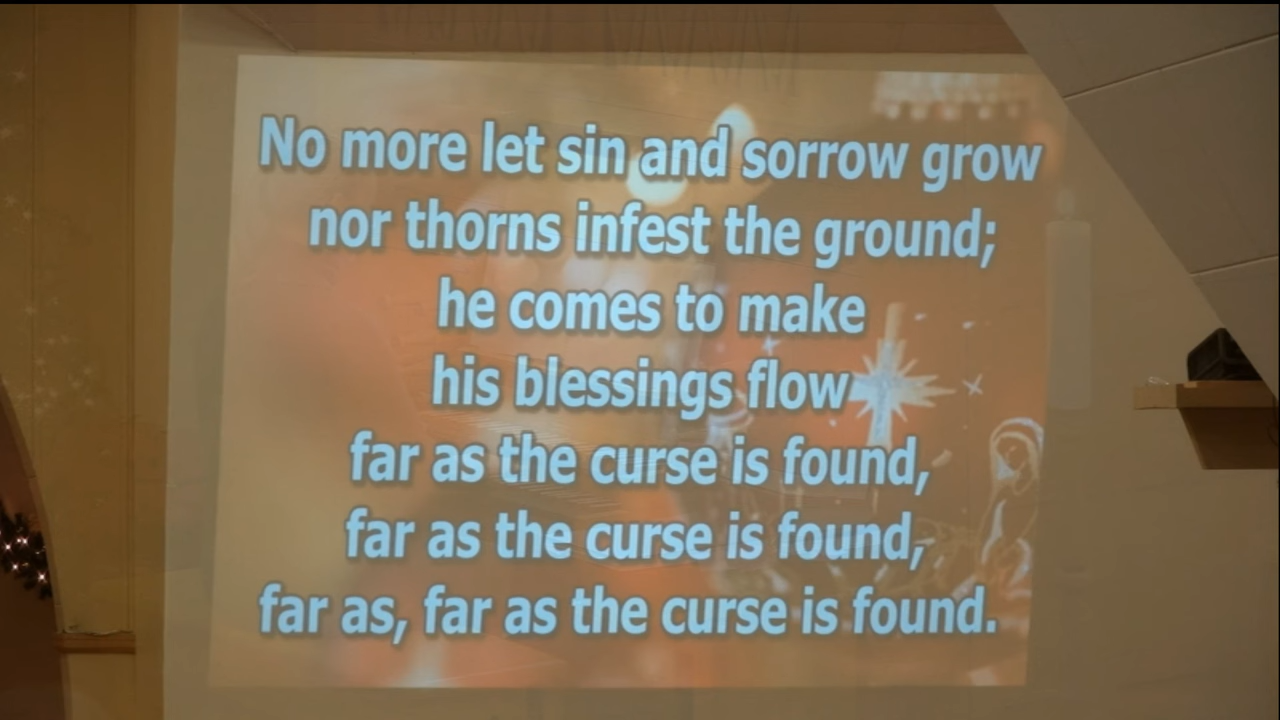 No more let sin and sorrow grow
nor thorns infest the ground;
he comes to make
his blessings flow
far as the curse is found,
far as the curse is found,
far as, far as the curse is found.